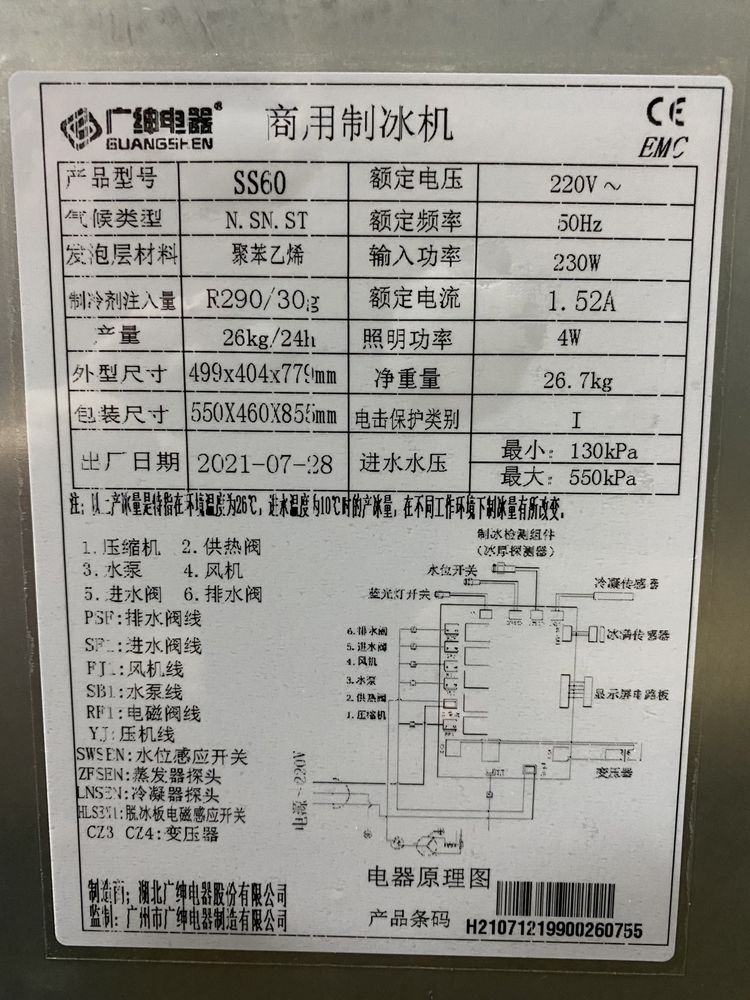 广绅电器® 商用制冰机 CE
GUANGSHEN EMC
产品型号 SS60 额定电压 220V～
气候类型 N.SN.ST 额定频率 50Hz
发泡层材料 聚苯乙烯 输入功率 230W
制冷剂注入量 R290/30g 额定电流 1.52A
产量 26kg/24h 照明功率 4W
外型尺寸 499x404x779mm 净重量 26.7kg
包装尺寸 550X460X855mm 电击保护类别 I
出厂日期 2021-07-28 进水水压 最小：130kPa
最大：550kPa
注：以上产冰量是特指在环境温度为26℃，进水温度为10℃时的产冰量，在不同工作环境下制冰量有所改变。
1.压缩机 2.供热阀
3.水泵 4.风机
5.进水阀 6.排水阀
PSF:排水阀线
SF1:进水阀线
FJ1:风机线
SB1:水泵线
RF1:电磁阀线
YJ:压机线
SWSEN:水位感应开关
ZFSEN:蒸发器探头
LNSEN:冷凝器探头
:脱冰板电磁感应开关
CZ3 CZ4:变压器
制冰检测组件
(冰厚探测器)
水位开关
蓝光灯开关
冷凝传感器
6.排水阀
5.进水阀
4.风机
3.水泵
2.供热阀
1.压缩机
冰满传感器
显示屏电路板
变压器
电源～220V
电器原理图
制造商：湖北广绅电器股份有限公司
监制：广州市广绅电器制造有限公司
产品条码 H21071219900260755